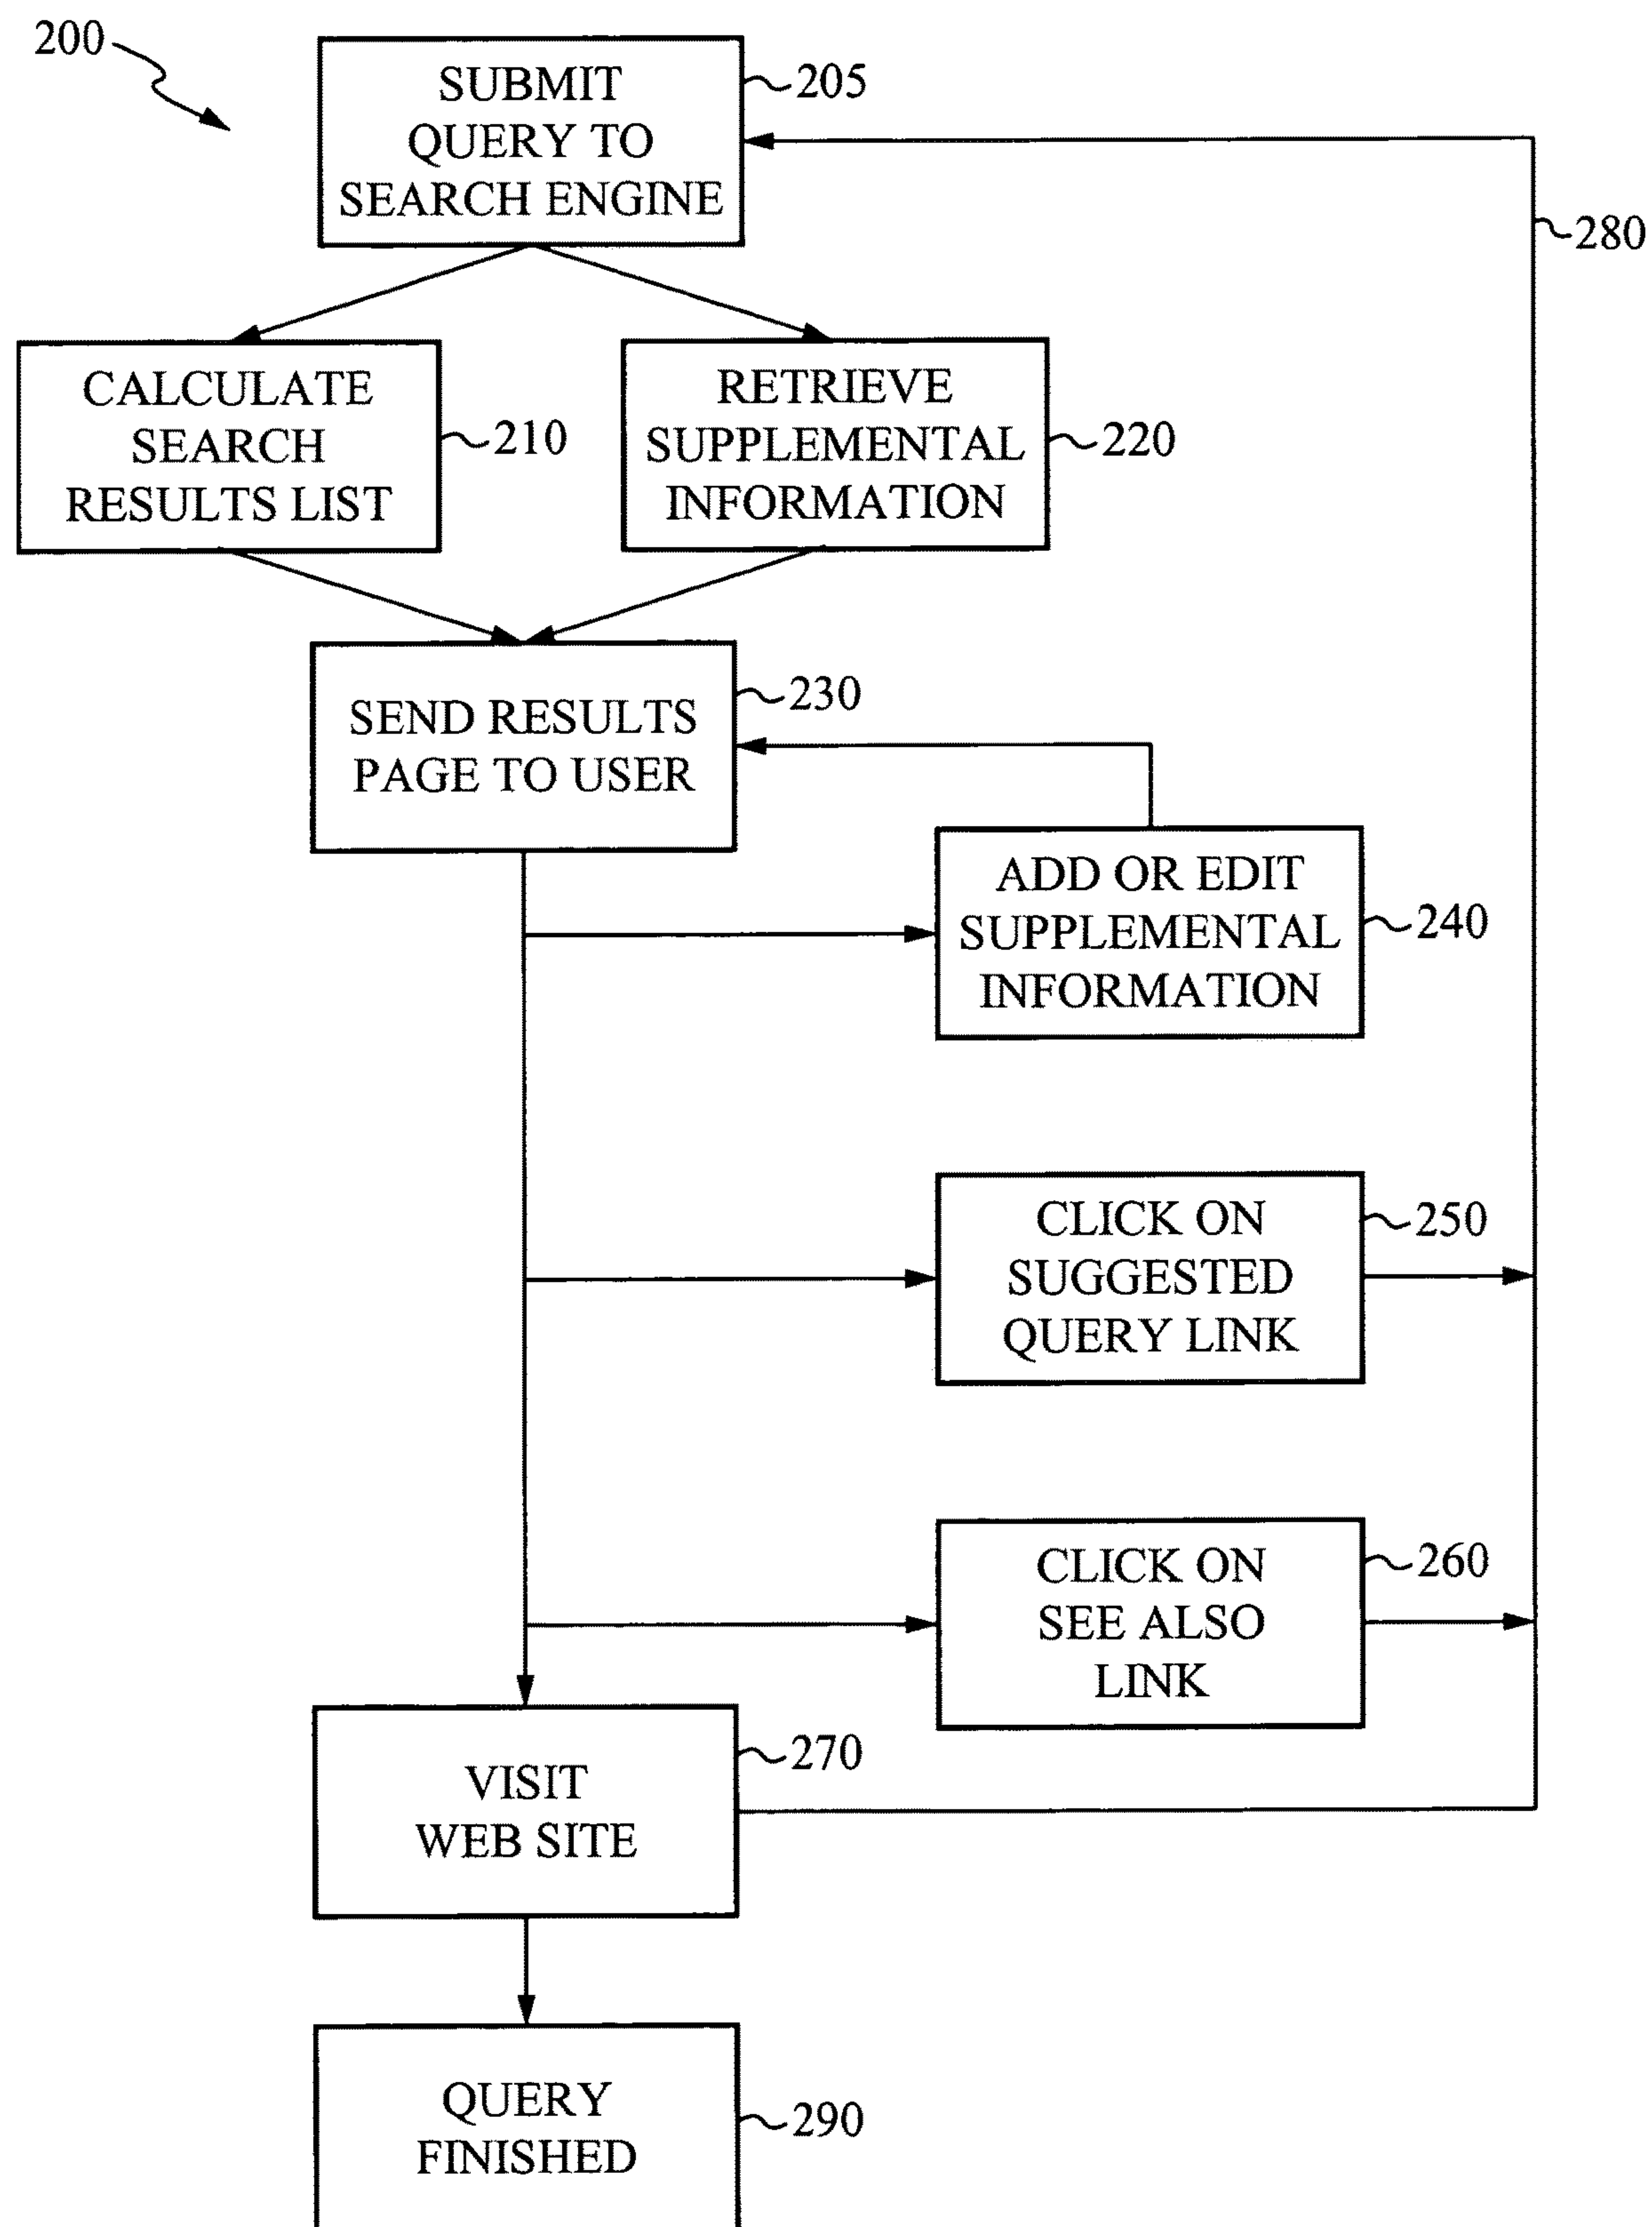 200
SUBMIT
QUERY TO
SEARCH ENGINE
205
280
CALCULATE
SEARCH
RESULTS LIST
210
RETRIEVE
SUPPLEMENTAL
INFORMATION
220
SEND RESULTS
PAGE TO USER
230
ADD OR EDIT
SUPPLEMENTAL
INFORMATION
240
CLICK ON
SUGGESTED
QUERY LINK
250
CLICK ON
SEE ALSO
LINK
260
VISIT
WEB SITE
270
QUERY
FINISHED
290